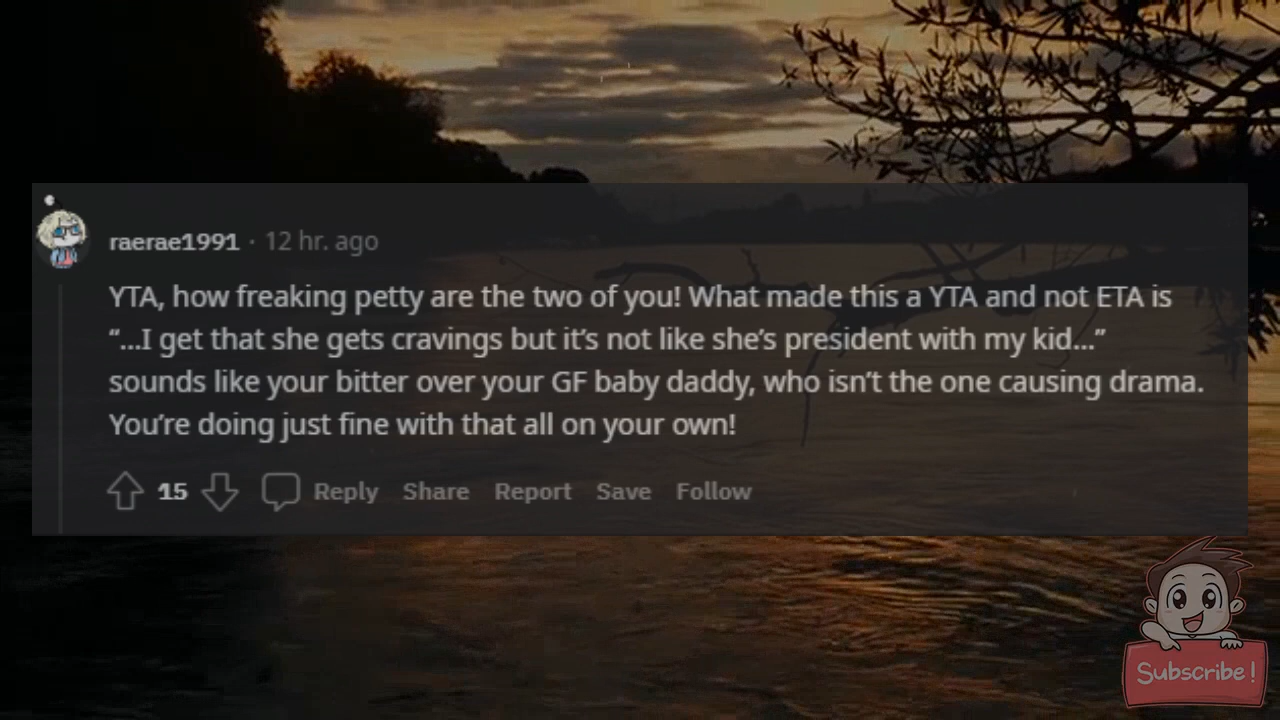 raerae1991 · 12 hr. ago
YTA, how freaking petty are the two of you! What made this a YTA and not ETA is
“...I get that she gets cravings but it’s not like she’s president with my kid...”
sounds like your bitter over your GF baby daddy, who isn’t the one causing drama.
You’re doing just fine with that all on your own!
15 Reply Share Report Save Follow
Subscribe!